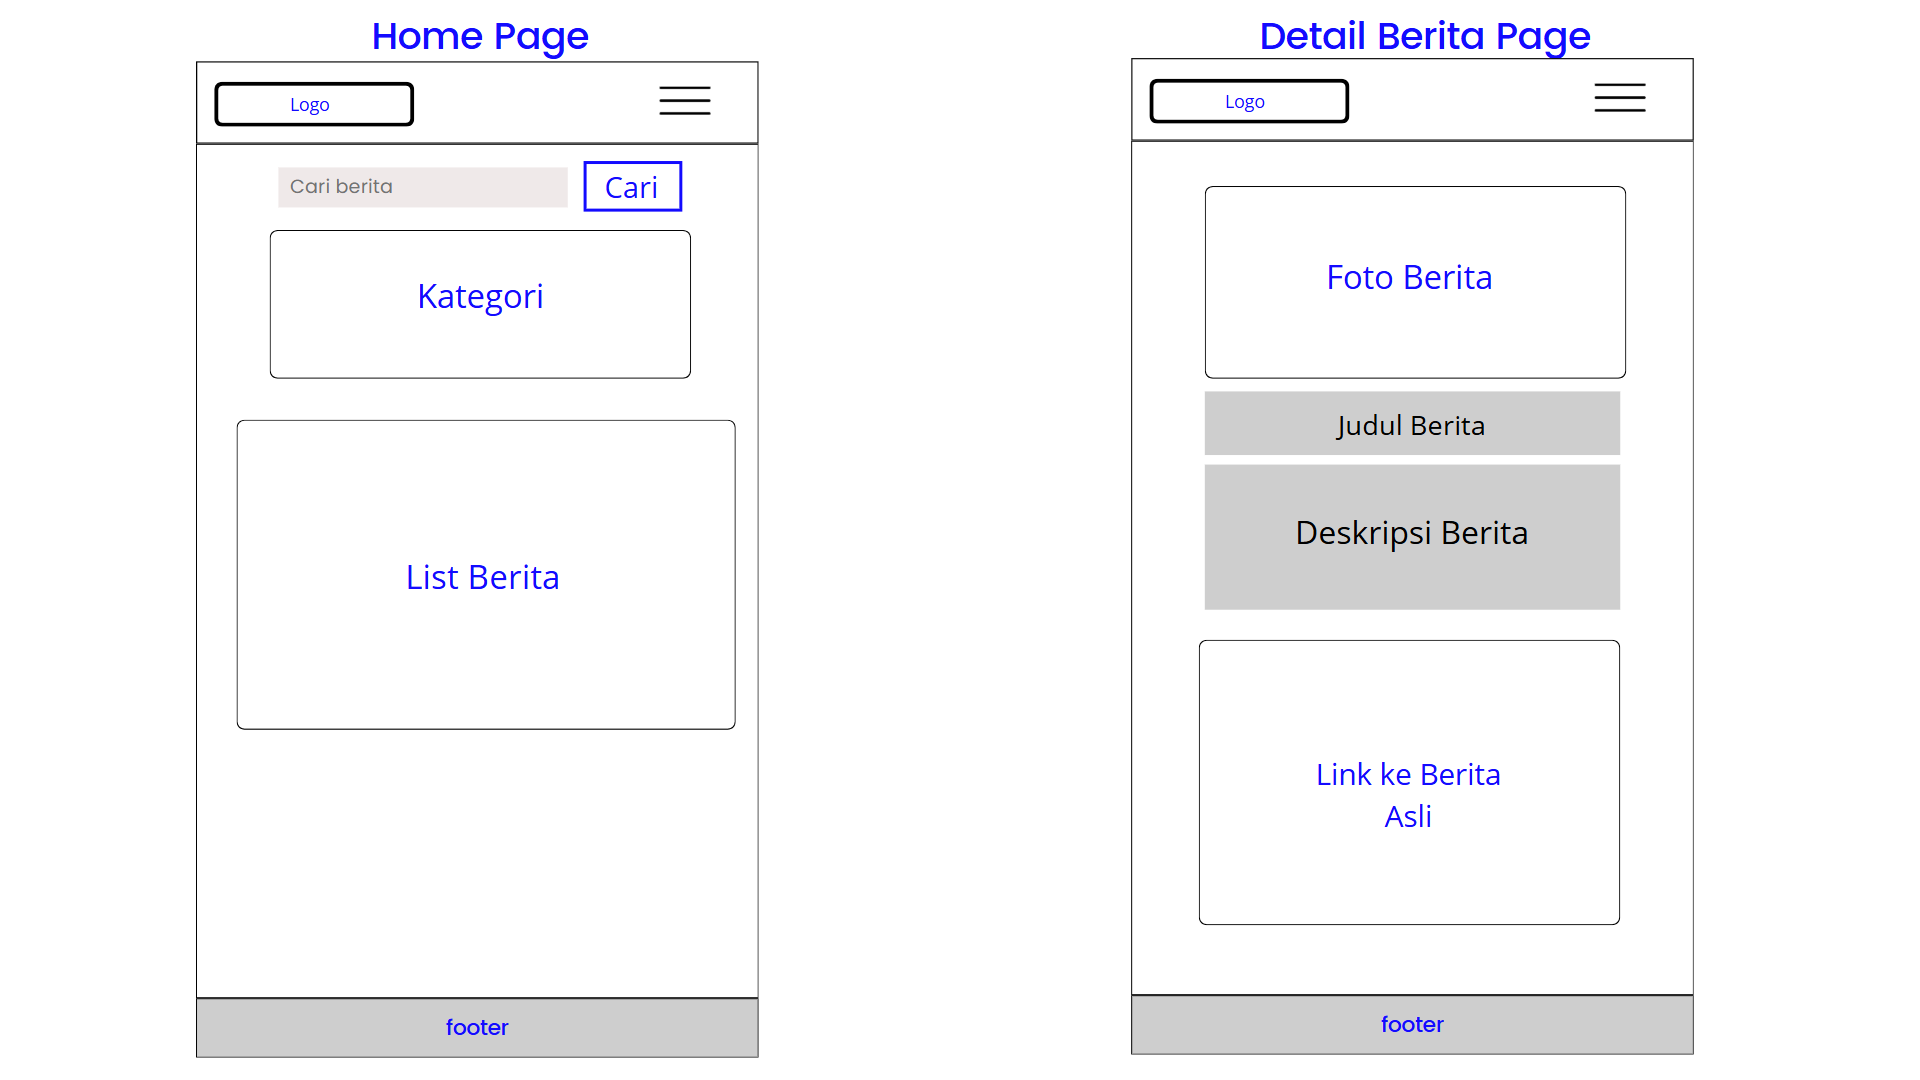 Home Page
Logo
Cari berita
Cari
Kategori
List Berita
footer
Detail Berita Page
Logo
Foto Berita
Judul Berita
Deskripsi Berita
Link ke Berita
Asli
footer